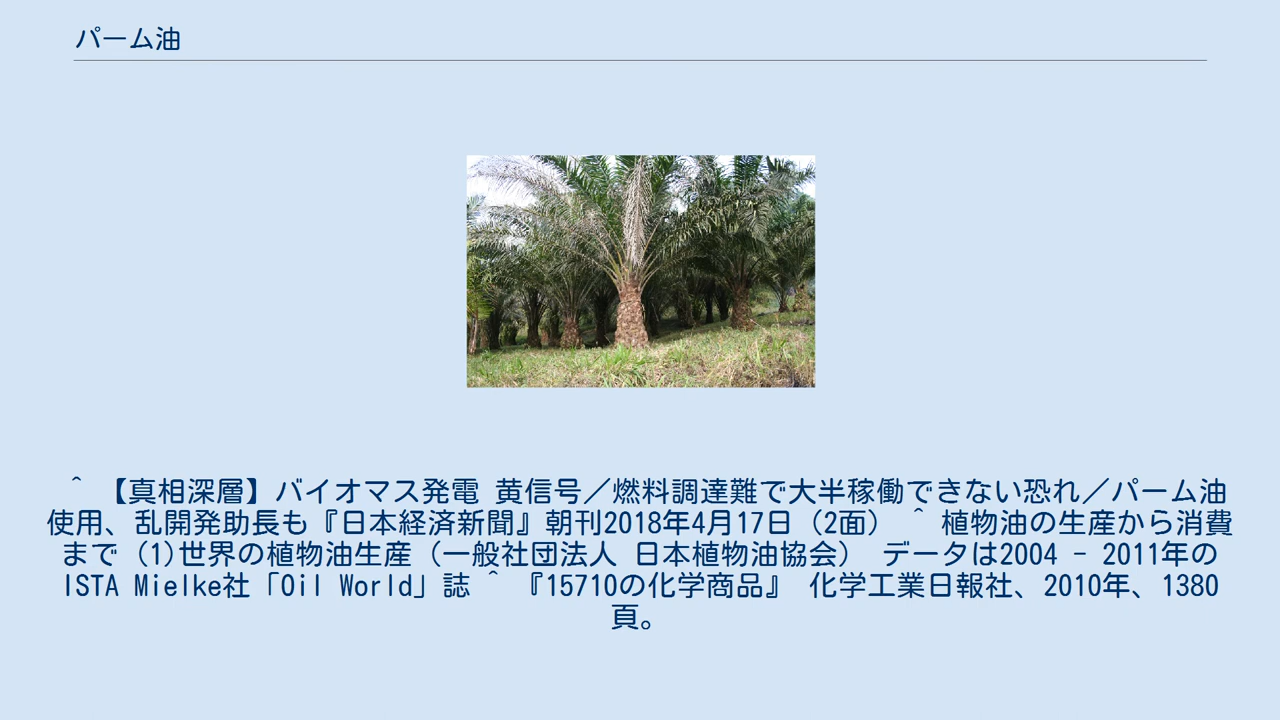 パーム油
^ 【真相深層】バイオマス発電 黄信号／燃料調達難で大半稼働できない恐れ／パーム油
使用、乱開発助長も『日本経済新聞』朝刊2018年4月17日（2面） ^ 植物油の生産から消費
まで (1)世界の植物油生産（一般社団法人 日本植物油協会） データは2004 - 2011年の
ISTA Mielke社「Oil World」誌 ^ 『15710の化学商品』 化学工業日報社、2010年、1380
頁。